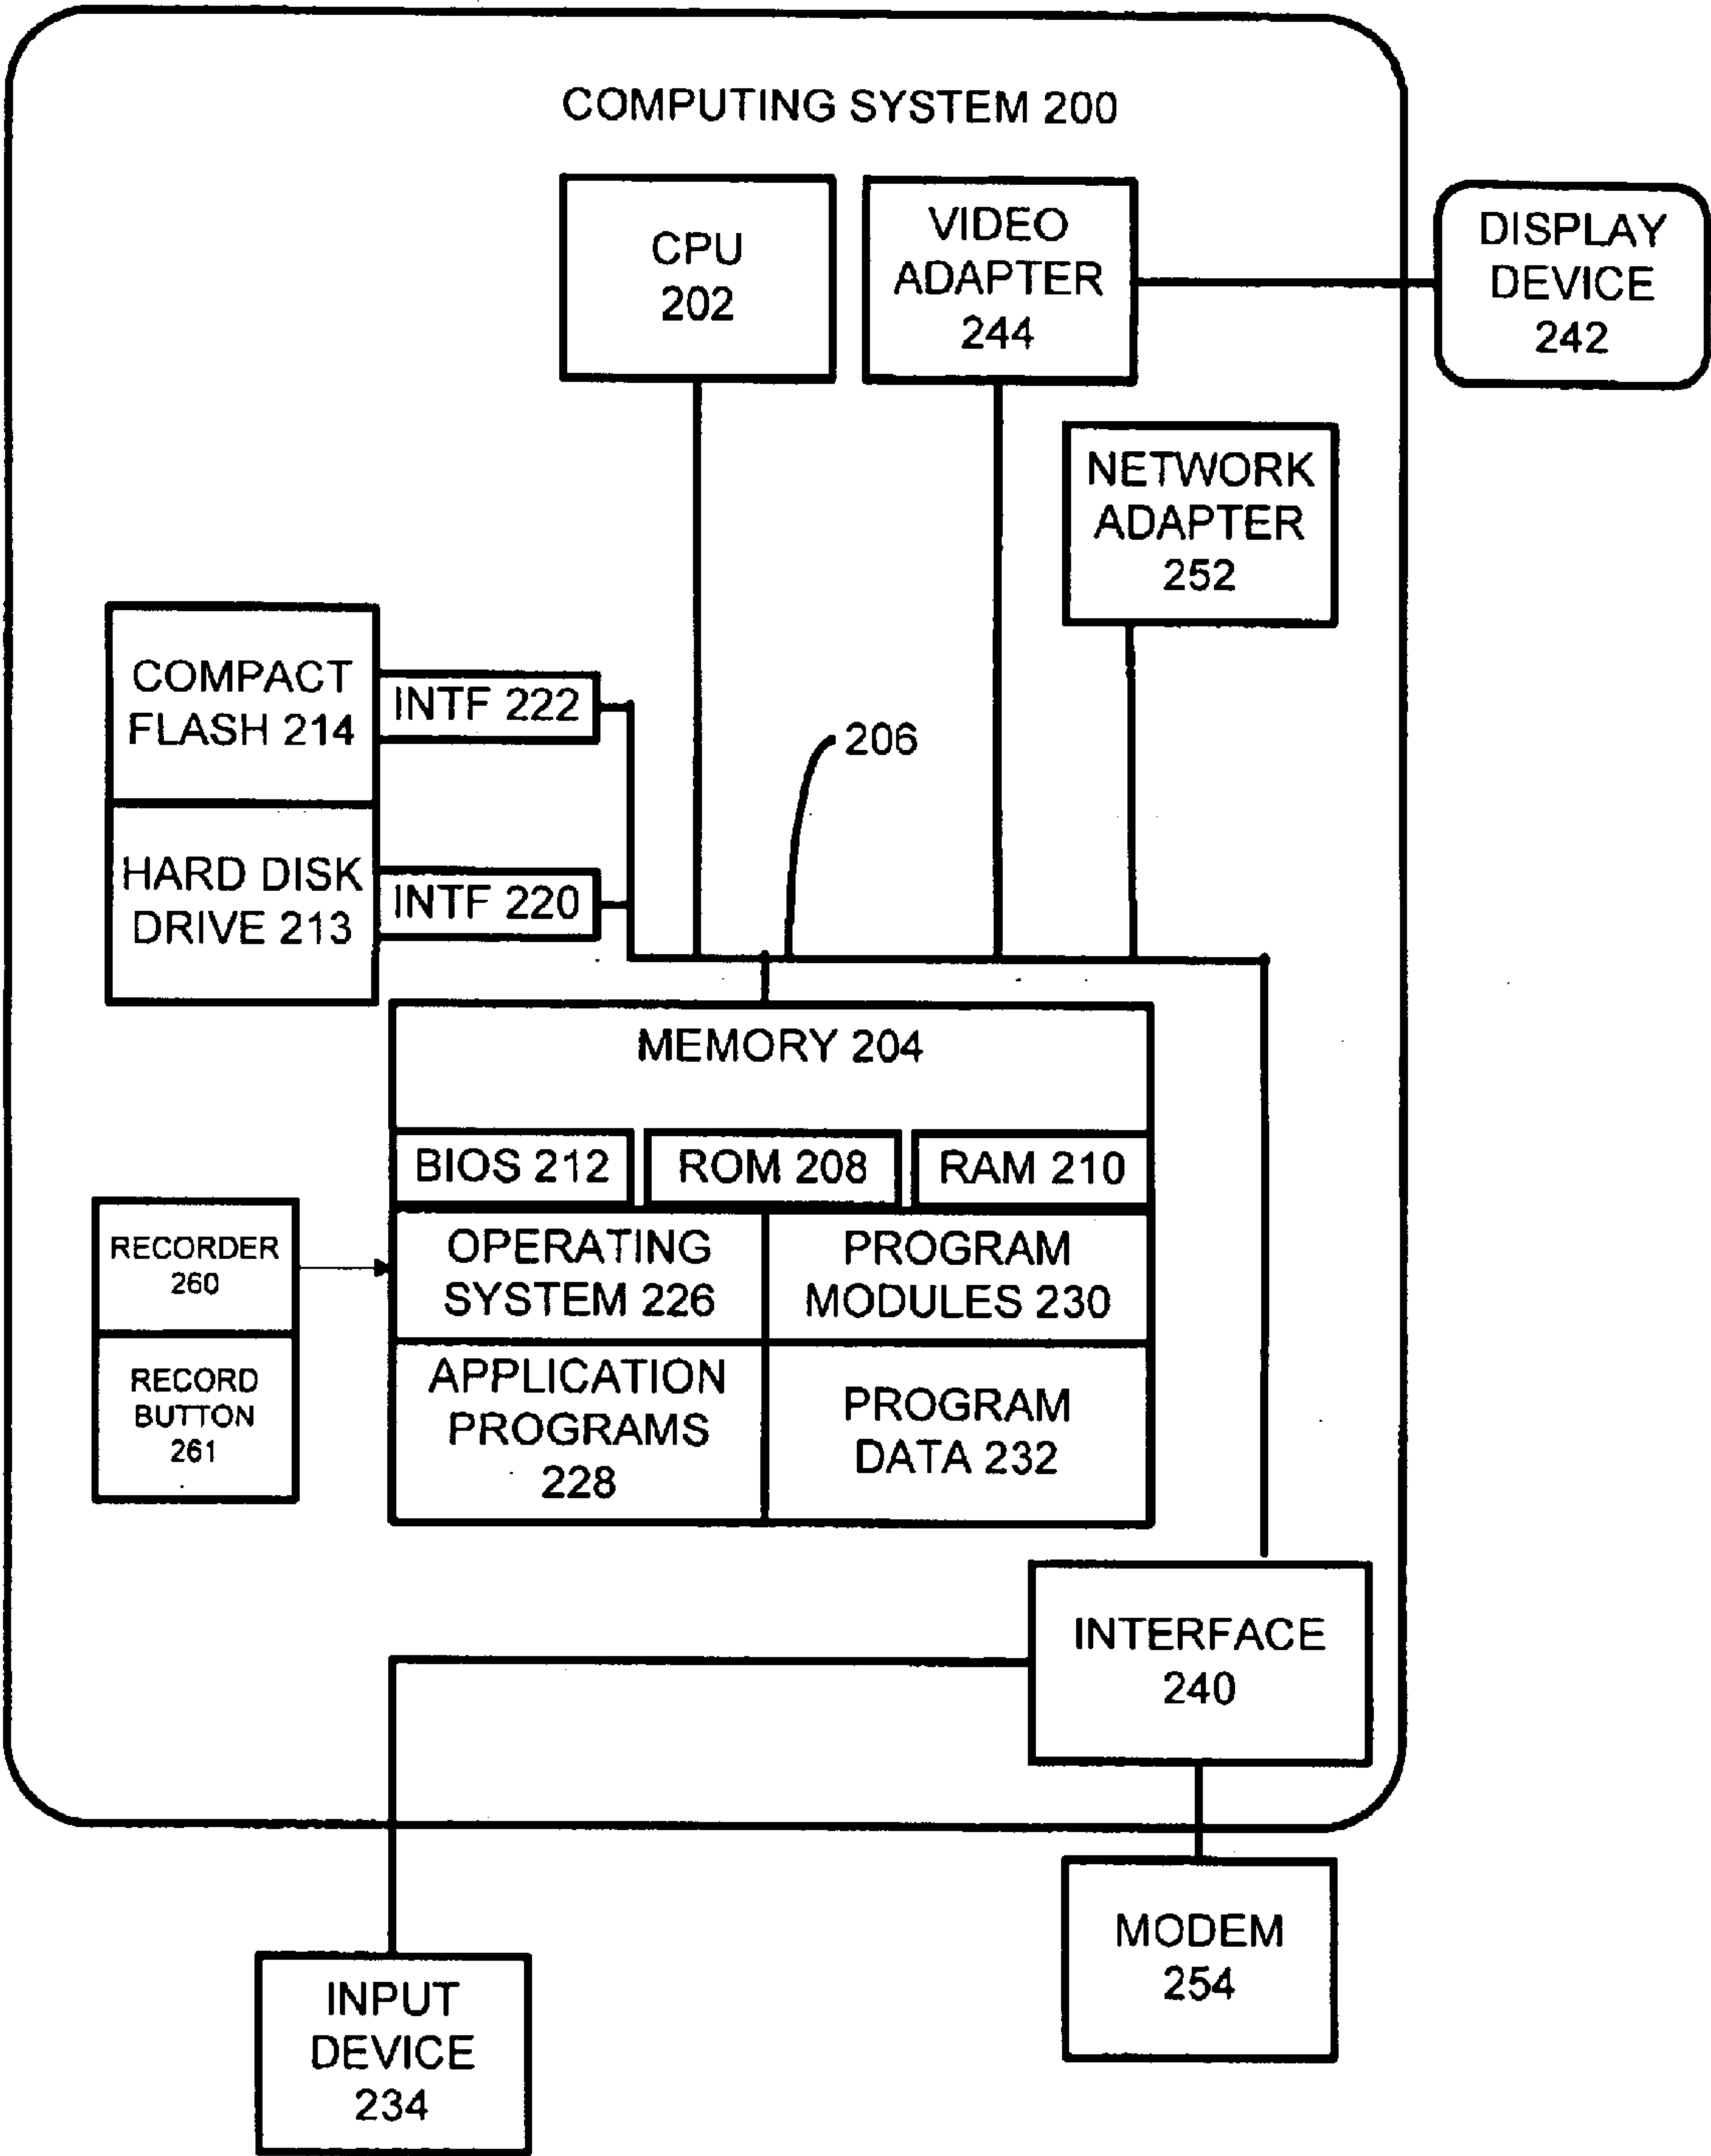 COMPUTING SYSTEM 200
CPU
202
VIDEO
ADAPTER
244
DISPLAY
DEVICE
242
NETWORK
ADAPTER
252
COMPACT
FLASH 214
INTF 222
206
HARD DISK
DRIVE 213
INTF 220
MEMORY 204
BIOS 212
ROM 208
RAM 210
RECORDER
260
OPERATING
SYSTEM 226
PROGRAM
MODULES 230
RECORD
BUTTON
261
APPLICATION
PROGRAMS
228
PROGRAM
DATA 232
INTERFACE
240
MODEM
254
INPUT
DEVICE
234